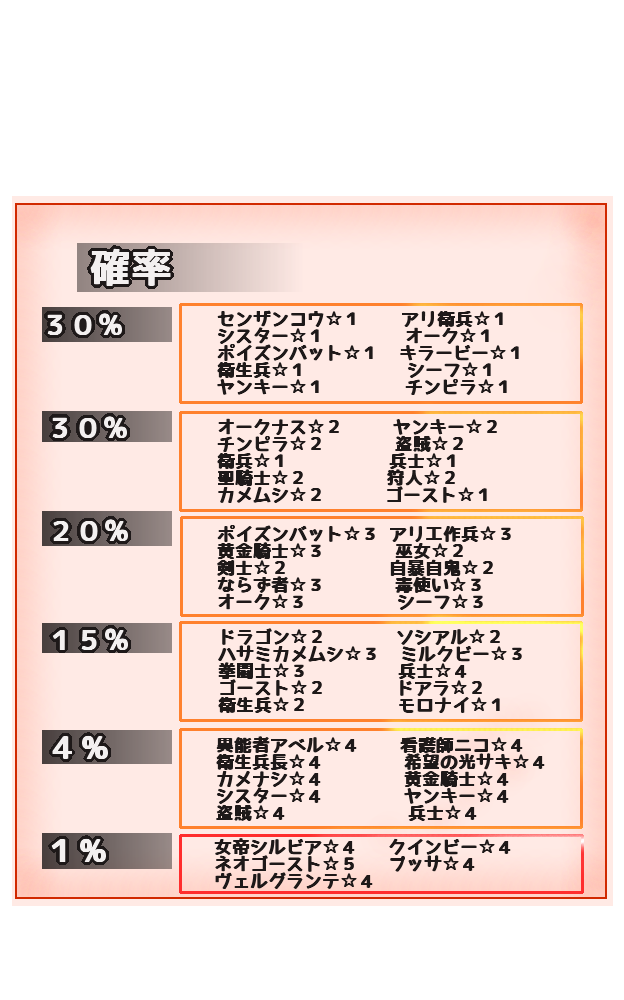 確率
30%
センザンコウ☆1 アリ衛兵☆1
シスター☆1 オーク☆1
ポイズンバット☆1 キラービー☆1
衛生兵☆1 シーフ☆1
ヤンキー☆1 チンピラ☆1
30%
オークナス☆2 ヤンキー☆2
チンピラ☆2 盗賊☆2
衛兵☆1 兵士☆1
聖騎士☆2 狩人☆2
カメムシ☆2 ゴースト☆1
20%
ポイズンバット☆3 アリ工作兵☆3
黄金騎士☆3 巫女☆2
剣士☆2 自暴自鬼☆2
ならず者☆3 毒使い☆3
オーク☆3 シーフ☆3
15%
ドラゴン☆2 ソシアル☆2
ハサミカメムシ☆3 ミルクビー☆3
拳闘士☆3 兵士☆4
ゴースト☆2 ドアラ☆2
衛生兵☆2 モロナイ☆1
4%
異能者アベル☆4 看護師ニコ☆4
衛生兵長☆4 希望の光サキ☆4
カメナシ☆4 黄金騎士☆4
シスター☆4 ヤンキー☆4
盗賊☆4 兵士☆4
1%
女帝シルビア☆4 クインビー☆4
ネオゴースト☆5 ブッサ☆4
ヴェルグランテ☆4